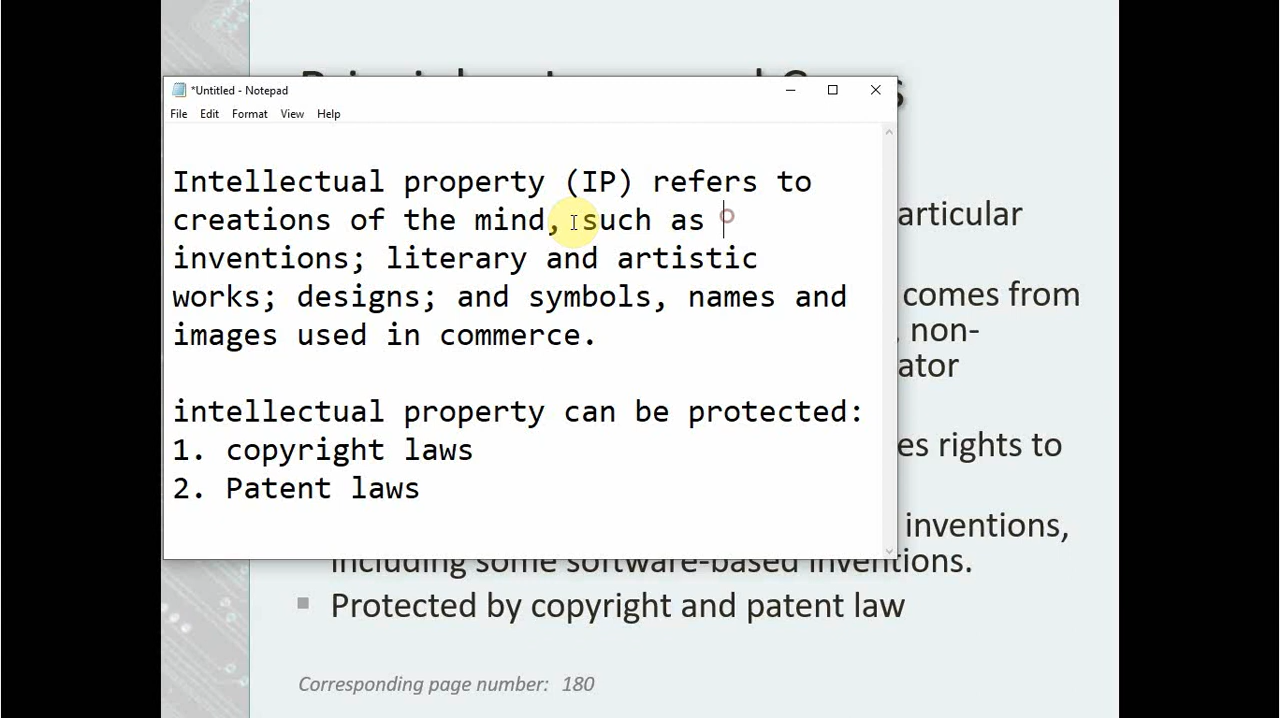 *Untitled - Notepad
File Edit Format View Help
Intellectual property (IP) refers to
creations of the mind, such as
inventions; literary and artistic
works; designs; and symbols, names and
images used in commerce.
intellectual property can be protected:
1. copyright laws
2. Patent laws
articular
comes from
, non-
ator
es rights to
inventions,
including some software-based inventions.
Protected by copyright and patent law
Corresponding page number: 180